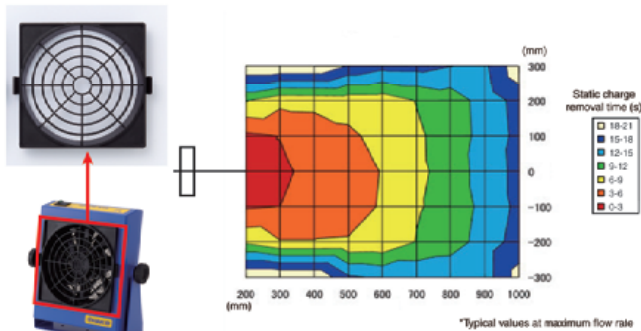 (mm)
300
200
100
0
-100
-200
-300
200 300 400 500 600 700 800 900 1000
(mm)
Static charge
removal time (s)
18-21
15-18
12-15
9-12
6-9
3-6
0-3
*Typical values at maximum flow rate